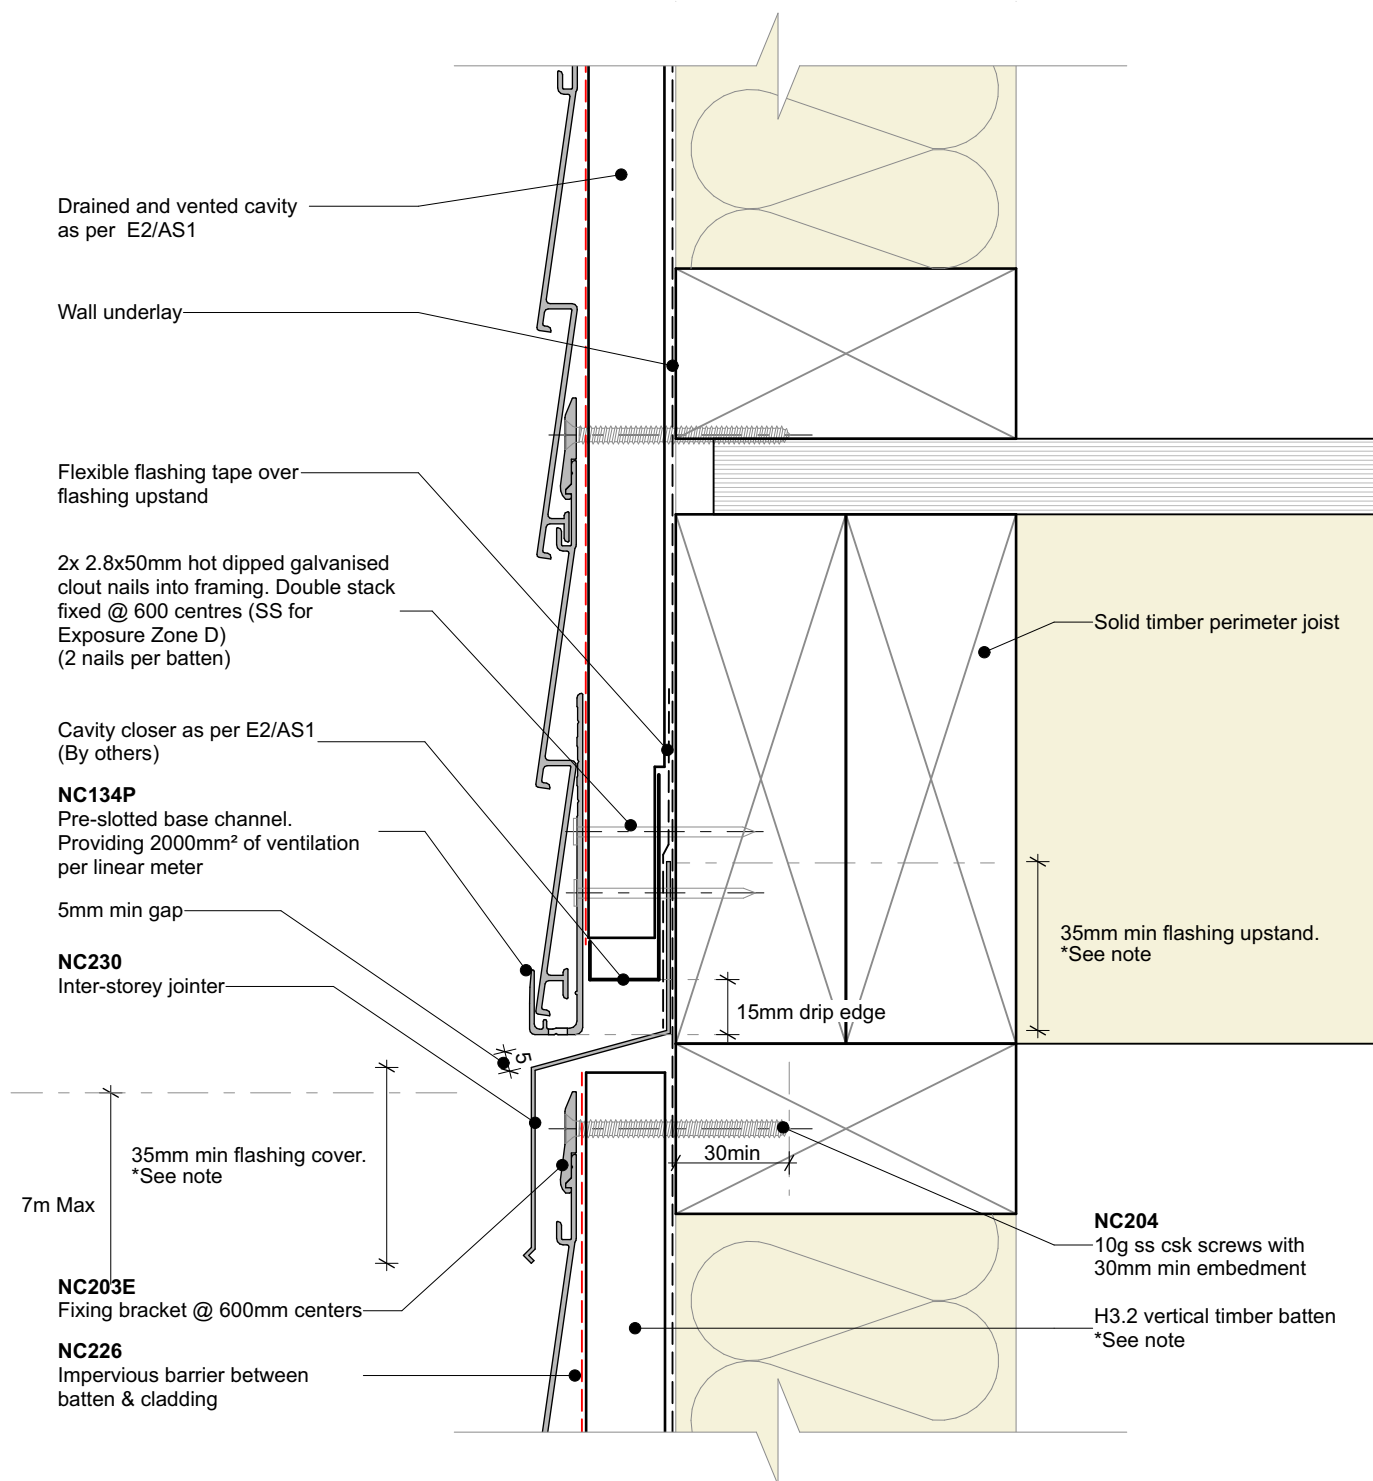 Drained and vented cavity
as per E2/AS1
Wall underlay
Flexible flashing tape over
flashing upstand
2x 2.8x50mm hot dipped galvanised
clout nails into framing. Double stack
fixed @ 600 centres (SS for
Exposure Zone D)
(2 nails per batten)
Cavity closer as per E2/AS1
(By others)
NC134P
Pre-slotted base channel.
Providing 2000mm² of ventilation
per linear meter
5mm min gap
NC230
Inter-storey jointer
5
35mm min flashing cover.
*See note
7m Max
NC203E
Fixing bracket @ 600mm centers
NC226
Impervious barrier between
batten & cladding
Solid timber perimeter joist
35mm min flashing upstand.
*See note
15mm drip edge
30min
NC204
10g ss csk screws with
30mm min embedment
H3.2 vertical timber batten
*See note